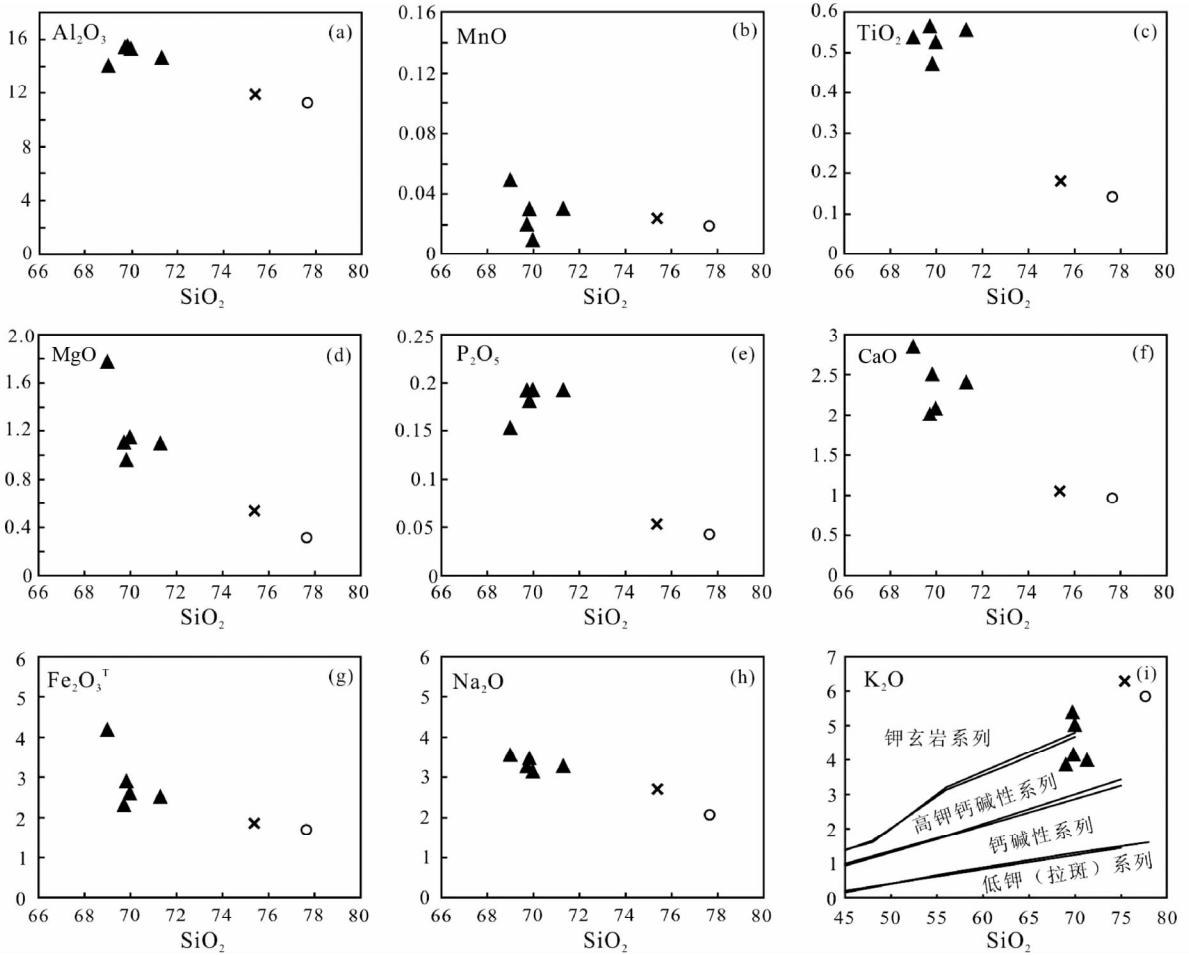 Al₂O₃
(a)
16
12
8
4
0
66 68 70 72 74 76 78 80
SiO₂
MnO
(b)
0.16
0.12
0.08
0.04
0
66 68 70 72 74 76 78 80
SiO₂
TiO₂
(c)
0.6
0.5
0.4
0.3
0.2
0.1
0
66 68 70 72 74 76 78 80
SiO₂
MgO
(d)
2.0
1.6
1.2
0.8
0.4
0
66 68 70 72 74 76 78 80
SiO₂
P₂O₅
(e)
0.25
0.2
0.15
0.1
0.05
0
66 68 70 72 74 76 78 80
SiO₂
CaO
(f)
3
2.5
2
1.5
1
0.5
0
66 68 70 72 74 76 78 80
SiO₂
Fe₂O₃ᵀ
(g)
6
5
4
3
2
1
0
66 68 70 72 74 76 78 80
SiO₂
Na₂O
(h)
6
5
4
3
2
1
0
66 68 70 72 74 76 78 80
SiO₂
K₂O
(i)
7
6
5
4
3
2
1
0
钾玄岩系列
高钾钙碱性系列
钙碱性系列
低钾（拉斑）系列
45 50 55 60 65 70 75 80
SiO₂